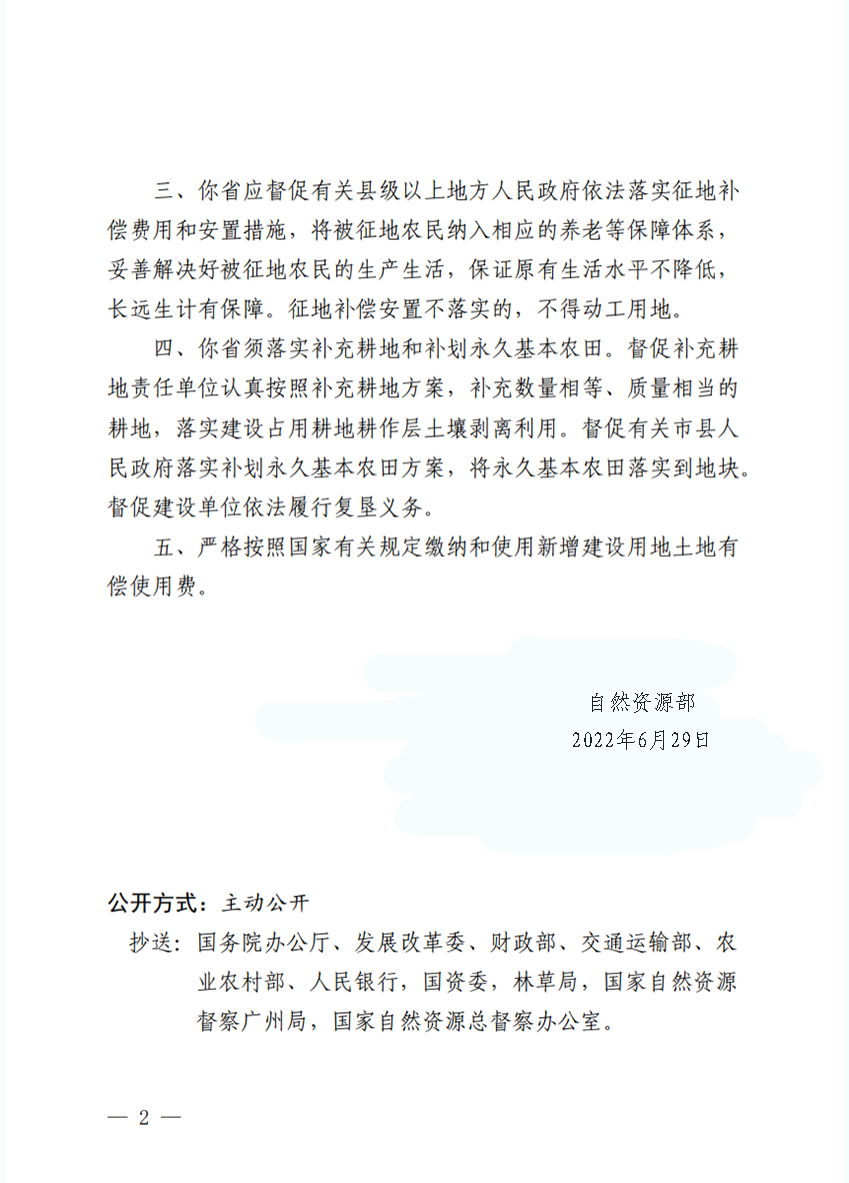 三、你省应督促有关县级以上地方人民政府依法落实征地补
偿费用和安置措施，将被征地农民纳入相应的养老等保障体系，
妥善解决好被征地农民的生产生活，保证原有生活水平不降低，
长远生计有保障。征地补偿安置不落实的，不得动工用地。
四、你省须落实补充耕地和补划永久基本农田。督促补充耕
地责任单位认真按照补充耕地方案，补充数量相等、质量相当的
耕地，落实建设占用耕地耕作层土壤剥离利用。督促有关市县人
民政府落实补划永久基本农田方案，将永久基本农田落实到地块。
督促建设单位依法履行复垦义务。
五、严格按照国家有关规定缴纳和使用新增建设用地土地有
偿使用费。
自然资源部
2022年6月29日
公开方式：主动公开
抄送：国务院办公厅、发展改革委、财政部、交通运输部、农
业农村部、人民银行，国资委，林草局，国家自然资源
督察广州局，国家自然资源总督察办公室。
— 2 —